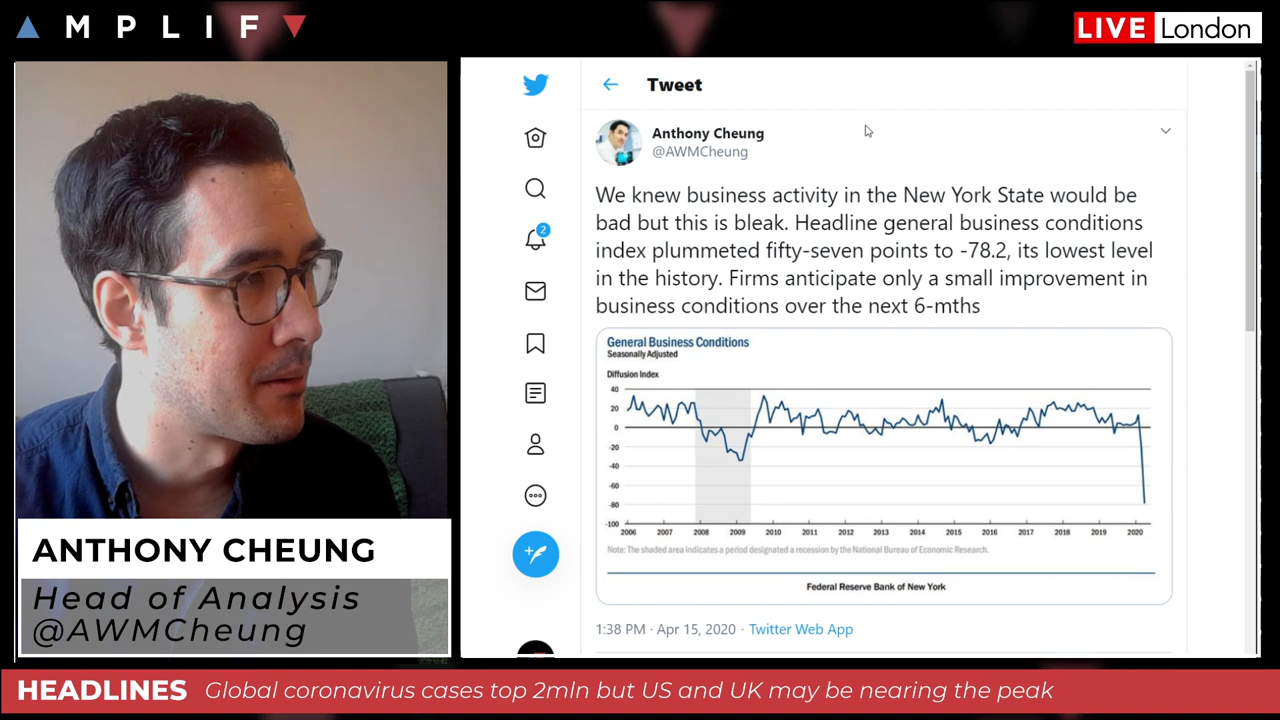 AMPLIFY
LIVE London
Tweet
Anthony Cheung
@AWMCheung
2
We knew business activity in the New York State would be
bad but this is bleak. Headline general business conditions
index plummeted fifty-seven points to -78.2, its lowest level
in the history. Firms anticipate only a small improvement in
business conditions over the next 6-mths
General Business Conditions
Seasonally Adjusted
Diffusion Index
40
20
0
-20
-40
-60
-80
-100
2006 2007 2008 2009 2010 2011 2012 2013 2014 2015 2016 2017 2018 2019 2020
Note: The shaded area indicates a period designated a recession by the National Bureau of Economic Research.
Federal Reserve Bank of New York
1:38 PM · Apr 15, 2020 · Twitter Web App
ANTHONY CHEUNG
Head of Analysis
@AWMCheung
HEADLINES Global coronavirus cases top 2mln but US and UK may be nearing the peak